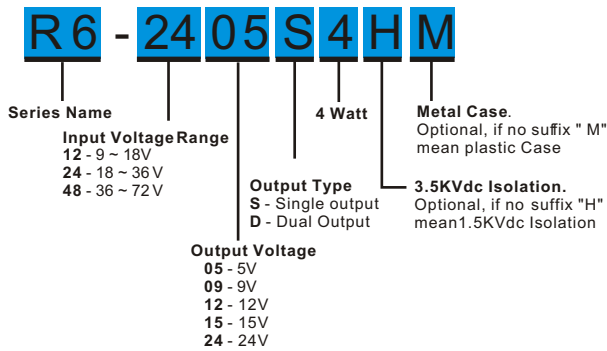 R6 - 2405S4HM
Series Name
Input Voltage Range
12 - 9 ~ 18V
24 - 18 ~ 36 V
48 - 36 ~ 72 V
Output Voltage
05 - 5V
09 - 9V
12 - 12V
15 - 15V
24 - 24V
Output Type
S - Single output
D - Dual Output
4 Watt
Metal Case.
Optional, if no suffix " M"
mean plastic Case
3.5KVdc Isolation.
Optional, if no suffix "H"
mean1.5KVdc Isolation